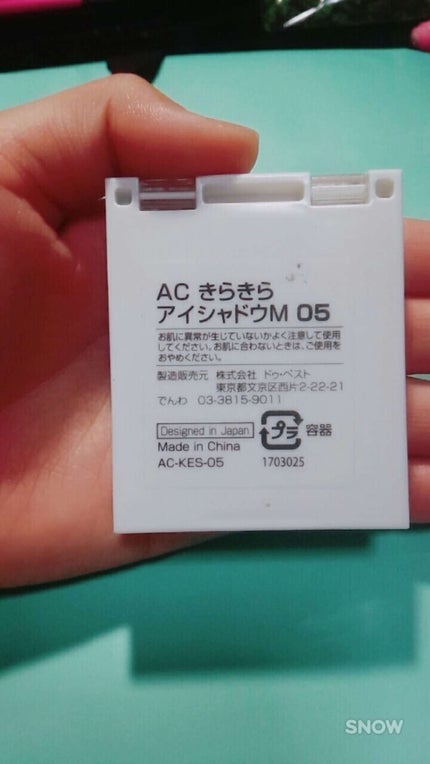 AC きらきら
アイシャドウM 05
お肌に異常が生じていないかよく注意して使用
してください。お肌に合わないときは、ご使用を
おやめください。
製造販売元 株式会社 ドゥ・ベスト
東京都文京区西片2-22-21
でんわ 03-3815-9011
Designed in Japan
Made in China
AC-KES-05
プラ 容器
1703025
SNOW